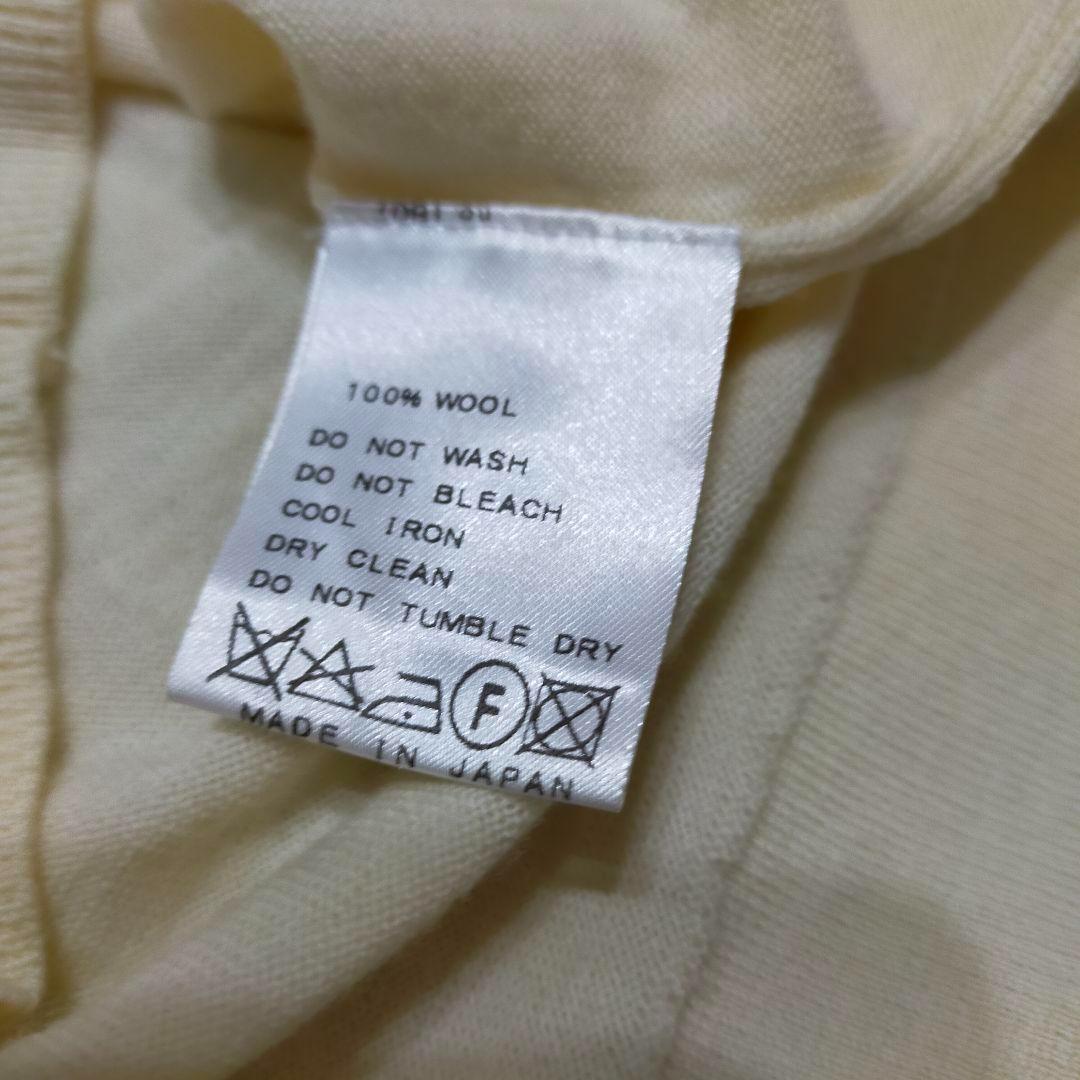 100% WOOL
DO NOT WASH
DO NOT BLEACH
COOL IRON
DRY CLEAN
DO NOT TUMBLE DRY
F
MADE IN JAPAN